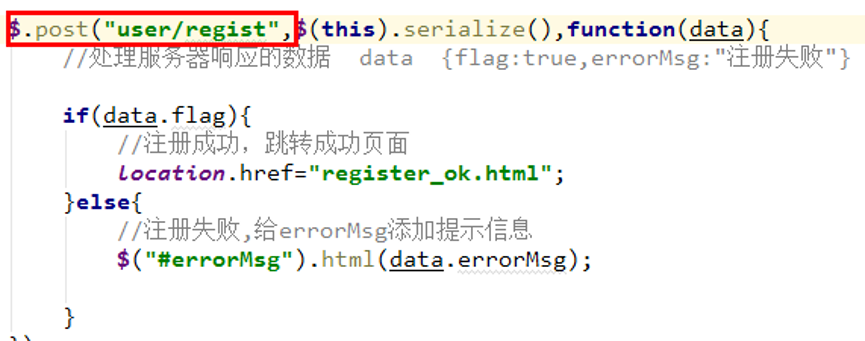 $.post("user/regist",$(this).serialize(),function(data){
//处理服务器响应的数据  data  {flag:true,errorMsg:"注册失败"}
if(data.flag){
//注册成功，跳转成功页面
location.href="register_ok.html";
}else{
//注册失败,给errorMsg添加提示信息
$("#errorMsg").html(data.errorMsg);
}